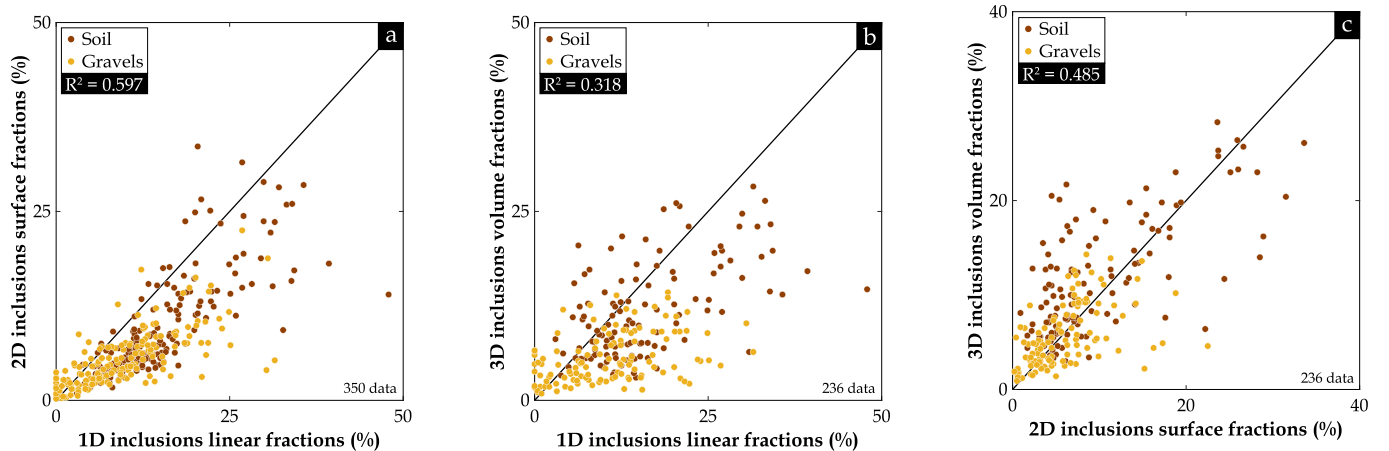 50
25
0
0
25
50
2D inclusions surface fractions (%)
1D inclusions linear fractions (%)
a
Soil
Gravels
R² = 0.597
350 data
50
25
0
0
25
50
3D inclusions volume fractions (%)
1D inclusions linear fractions (%)
b
Soil
Gravels
R² = 0.318
236 data
40
20
0
0
20
40
3D inclusions volume fractions (%)
2D inclusions surface fractions (%)
c
Soil
Gravels
R² = 0.485
236 data